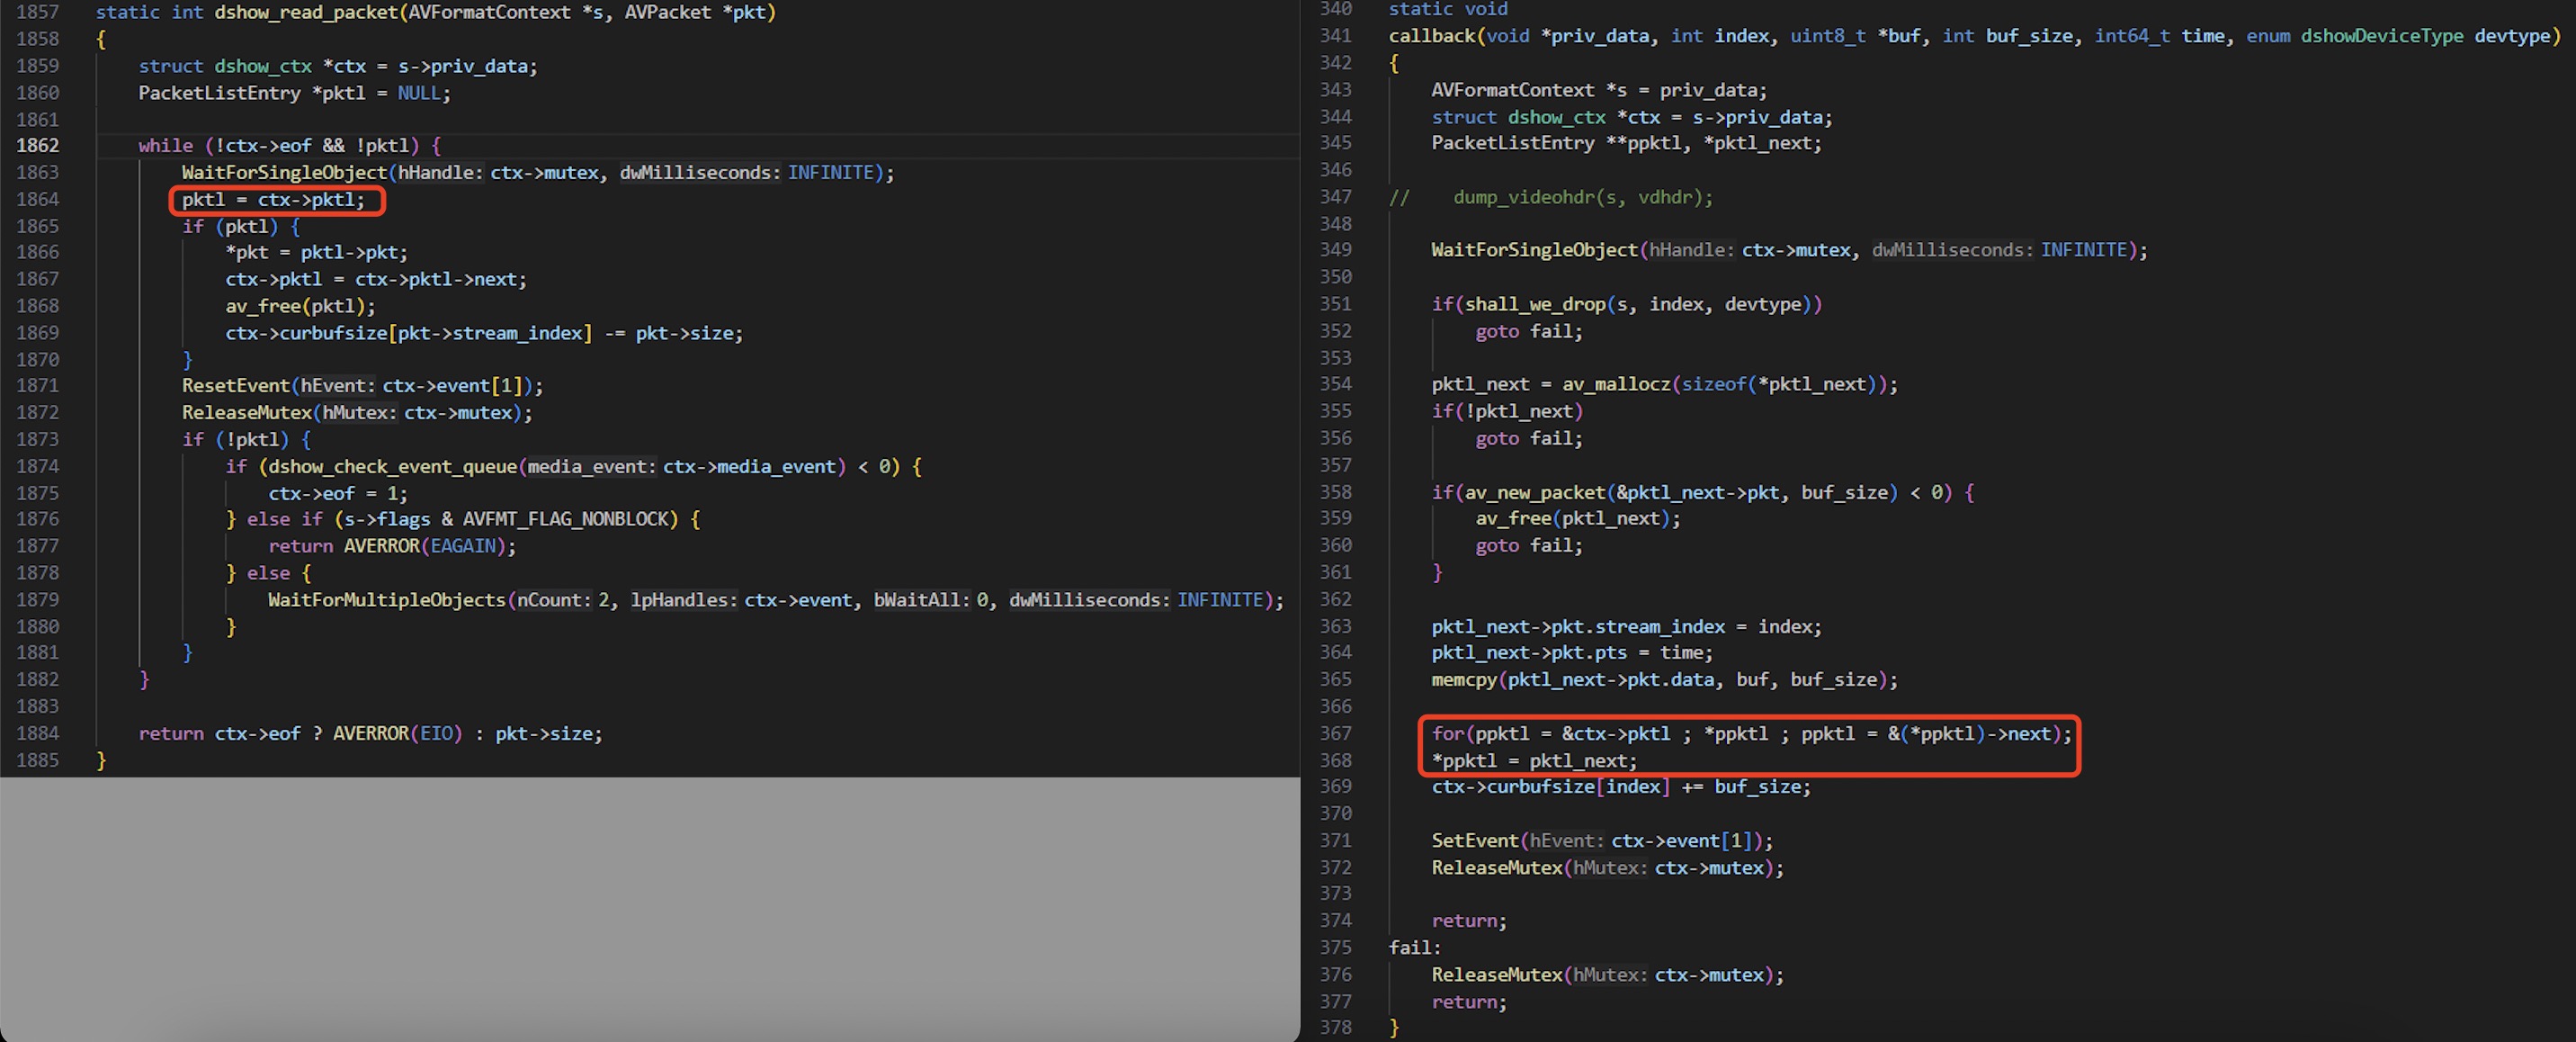 1857 static int dshow_read_packet(AVFormatContext *s, AVPacket *pkt)
1858 {
1859     struct dshow_ctx *ctx = s->priv_data;
1860     PacketListEntry *pktl = NULL;
1861
1862     while (!ctx->eof && !pktl) {
1863         WaitForSingleObject(hHandle: ctx->mutex, dwMilliseconds: INFINITE);
1864         pktl = ctx->pktl;
1865         if (pktl) {
1866             *pkt = pktl->pkt;
1867             ctx->pktl = ctx->pktl->next;
1868             av_free(pktl);
1869             ctx->curbufsize[pkt->stream_index] -= pkt->size;
1870         }
1871         ResetEvent(hEvent: ctx->event[1]);
1872         ReleaseMutex(hMutex: ctx->mutex);
1873         if (!pktl) {
1874             if (dshow_check_event_queue(media_event: ctx->media_event) < 0) {
1875                 ctx->eof = 1;
1876             } else if (s->flags & AVFMT_FLAG_NONBLOCK) {
1877                 return AVERROR(EAGAIN);
1878             } else {
1879                 WaitForMultipleObjects(nCount: 2, lpHandles: ctx->event, bWaitAll: 0, dwMilliseconds: INFINITE);
1880             }
1881         }
1882     }
1883
1884     return ctx->eof ? AVERROR(EIO) : pkt->size;
1885 }
340 static void
341 callback(void *priv_data, int index, uint8_t *buf, int buf_size, int64_t time, enum dshowDeviceType devtype)
342 {
343     AVFormatContext *s = priv_data;
344     struct dshow_ctx *ctx = s->priv_data;
345     PacketListEntry **ppktl, *pktl_next;
346
347 //    dump_videohdr(s, vdhdr);
348
349     WaitForSingleObject(hHandle: ctx->mutex, dwMilliseconds: INFINITE);
350
351     if(shall_we_drop(s, index, devtype))
352         goto fail;
353
354     pktl_next = av_mallocz(sizeof(*pktl_next));
355     if(!pktl_next)
356         goto fail;
357
358     if(av_new_packet(&pktl_next->pkt, buf_size) < 0) {
359         av_free(pktl_next);
360         goto fail;
361     }
362
363     pktl_next->pkt.stream_index = index;
364     pktl_next->pkt.pts = time;
365     memcpy(pktl_next->pkt.data, buf, buf_size);
366
367     for(ppktl = &ctx->pktl ; *ppktl ; ppktl = &(*ppktl)->next);
368     *ppktl = pktl_next;
369     ctx->curbufsize[index] += buf_size;
370
371     SetEvent(hEvent: ctx->event[1]);
372     ReleaseMutex(hMutex: ctx->mutex);
373
374     return;
375 fail:
376     ReleaseMutex(hMutex: ctx->mutex);
377     return;
378 }